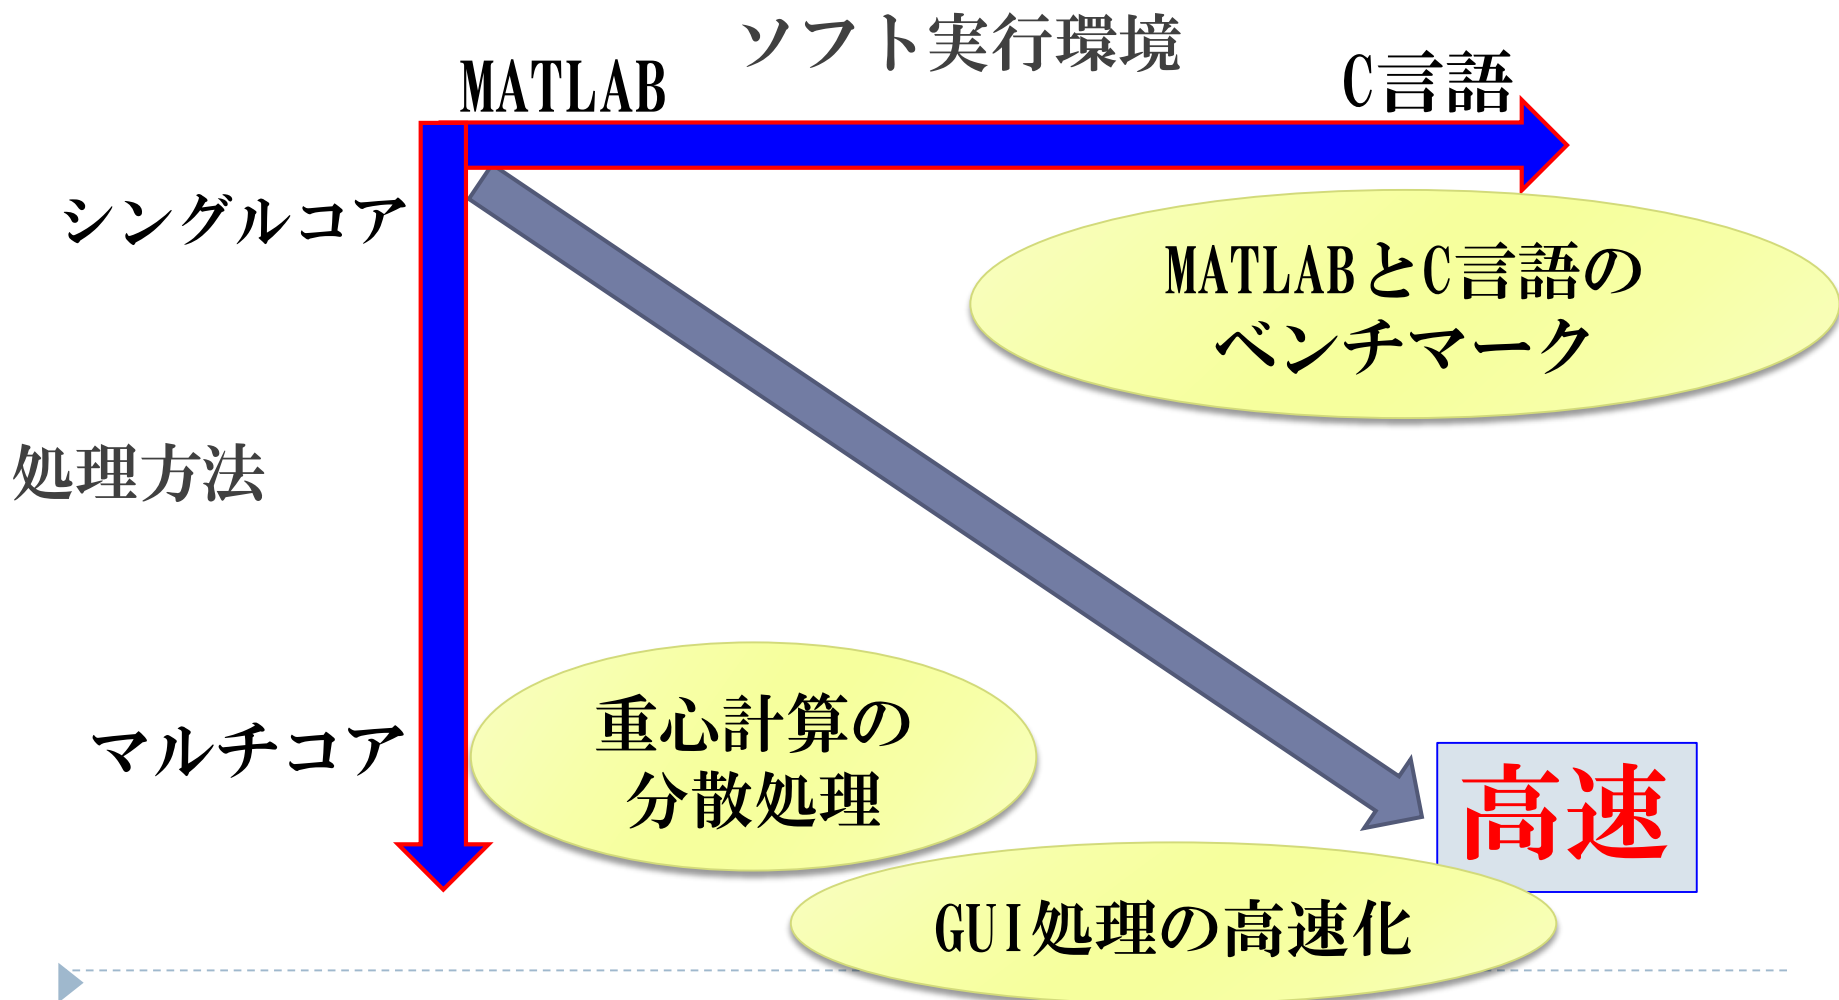 ソフト実行環境
MATLAB
C言語
シングルコア
MATLABとC言語の
ベンチマーク
処理方法
重心計算の
分散処理
マルチコア
高速
GUI処理の高速化